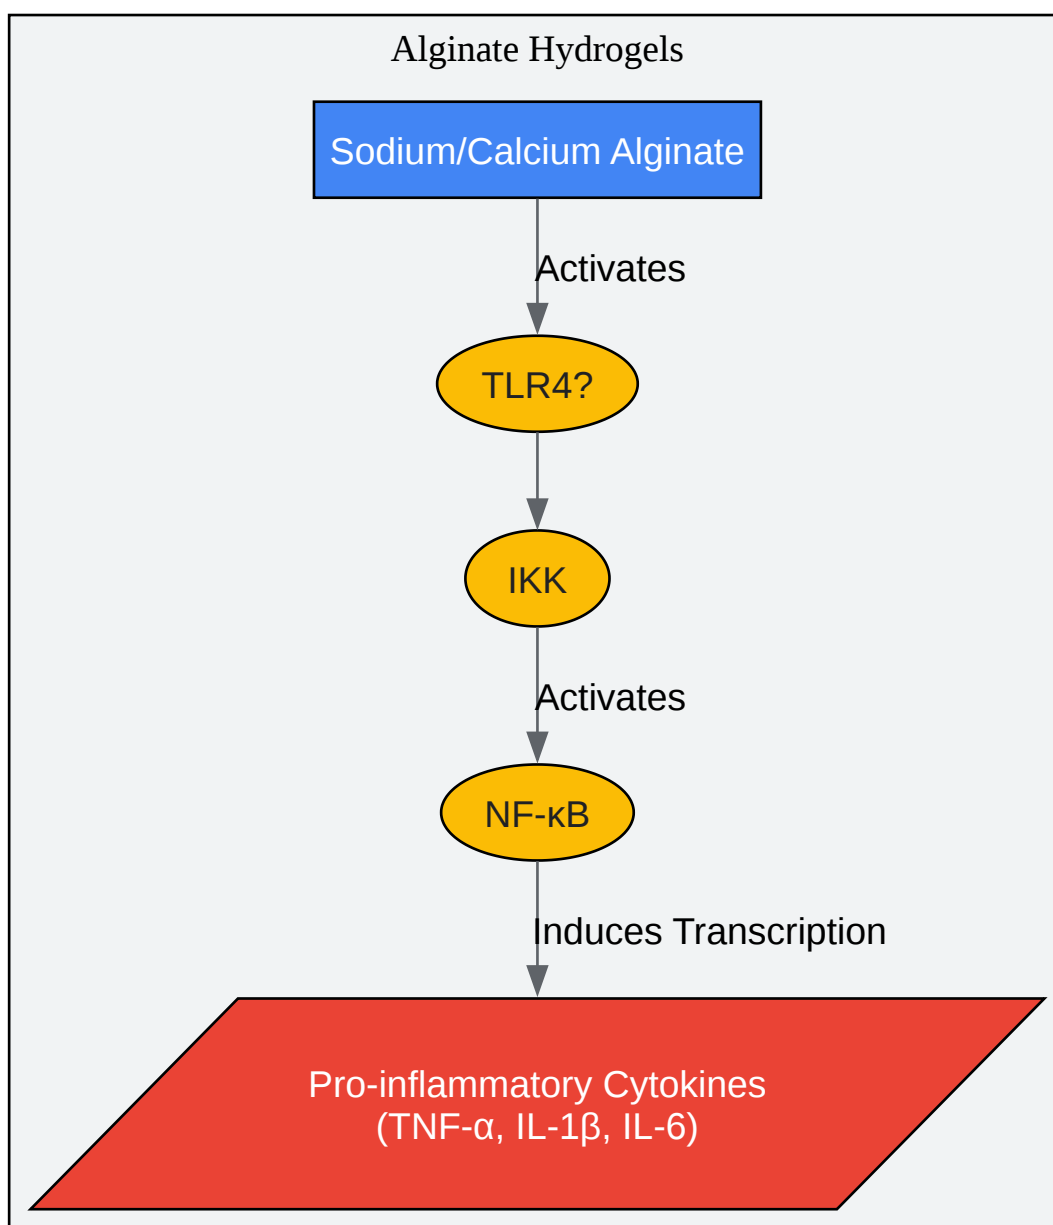 Alginate Hydrogels
Sodium/Calcium Alginate
Activates
TLR4?
IKK
Activates
NF-κB
Induces Transcription
Pro-inflammatory Cytokines
(TNF-α, IL-1β, IL-6)